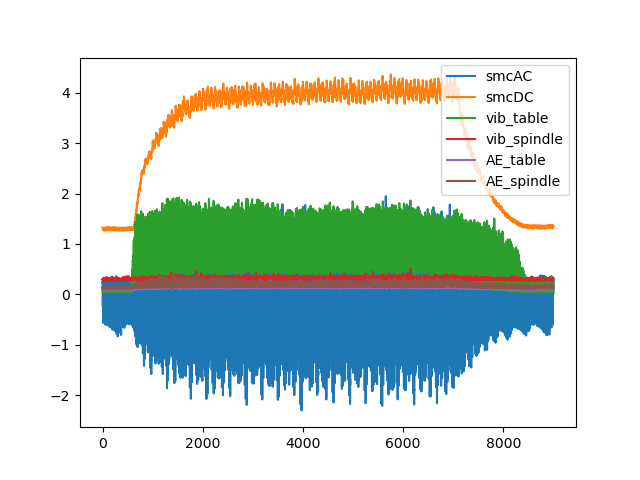 4
3
2
1
0
−1
−2
0
2000
4000
6000
8000
smcAC
smcDC
vib_table
vib_spindle
AE_table
AE_spindle